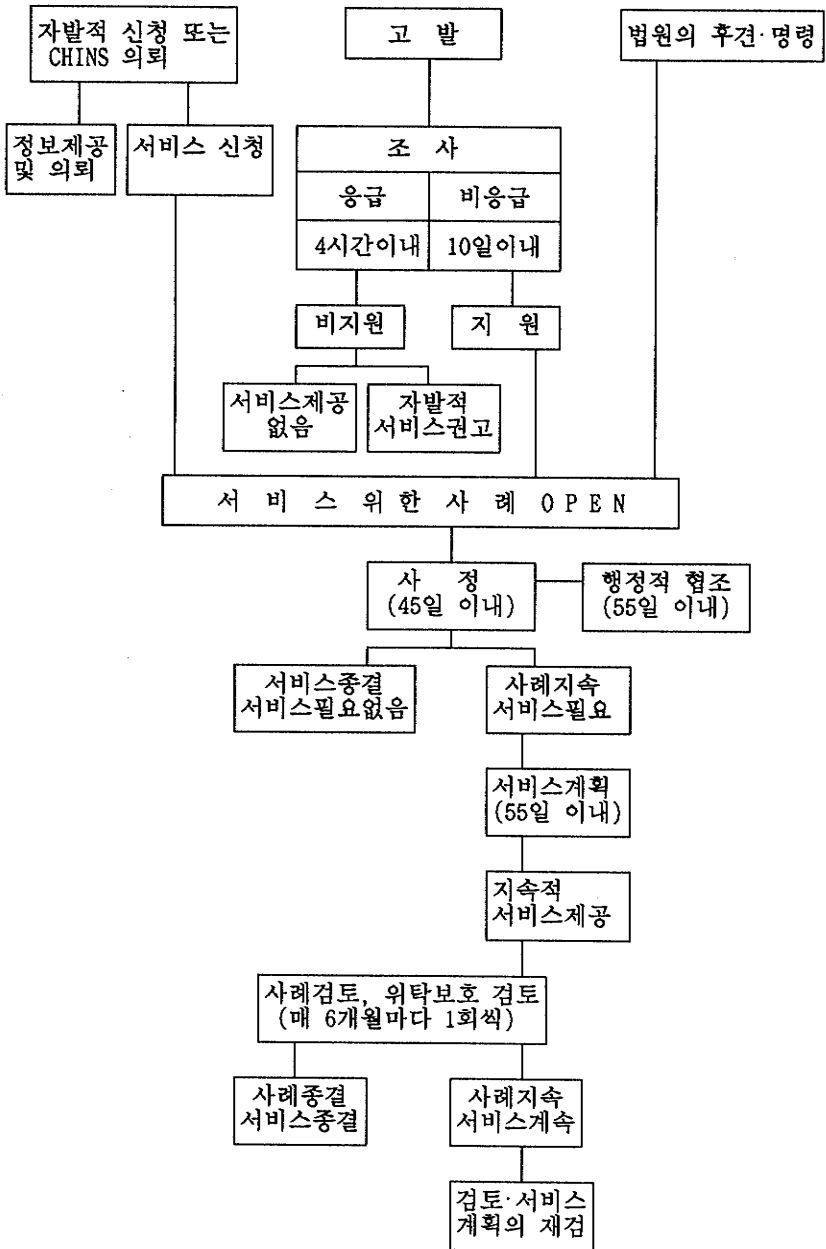 자발적 신청 또는
CHINS 의뢰
고 발
법원의 후견·명령
정보제공
및 의뢰
서비스 신청
조 사
응급
비응급
4시간이내
10일이내
비지원
지 원
서비스제공
없음
자발적
서비스권고
서 비 스 위 한 사 례 O P E N
사 정
(45일 이내)
행정적 협조
(55일 이내)
서비스종결
서비스필요없음
사례지속
서비스필요
서비스계획
(55일 이내)
지속적
서비스제공
사례검토, 위탁보호 검토
(매 6개월마다 1회씩)
사례종결
서비스종결
사례지속
서비스계속
검토·서비스
계획의 재검